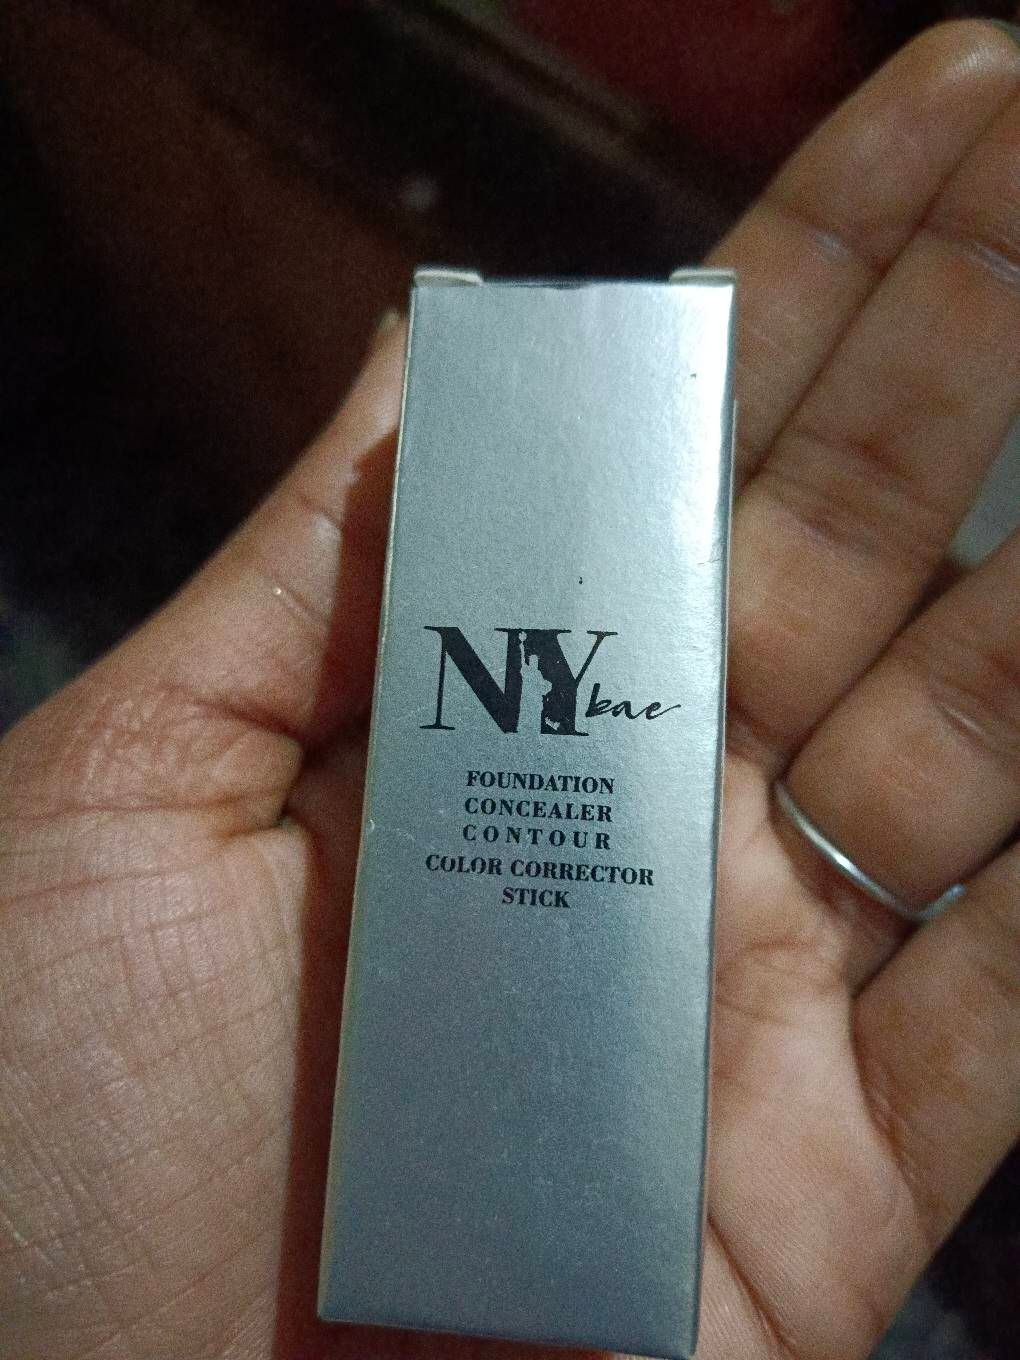 NY bae
FOUNDATION
CONCEALER
CONTOUR
COLOR CORRECTOR
STICK